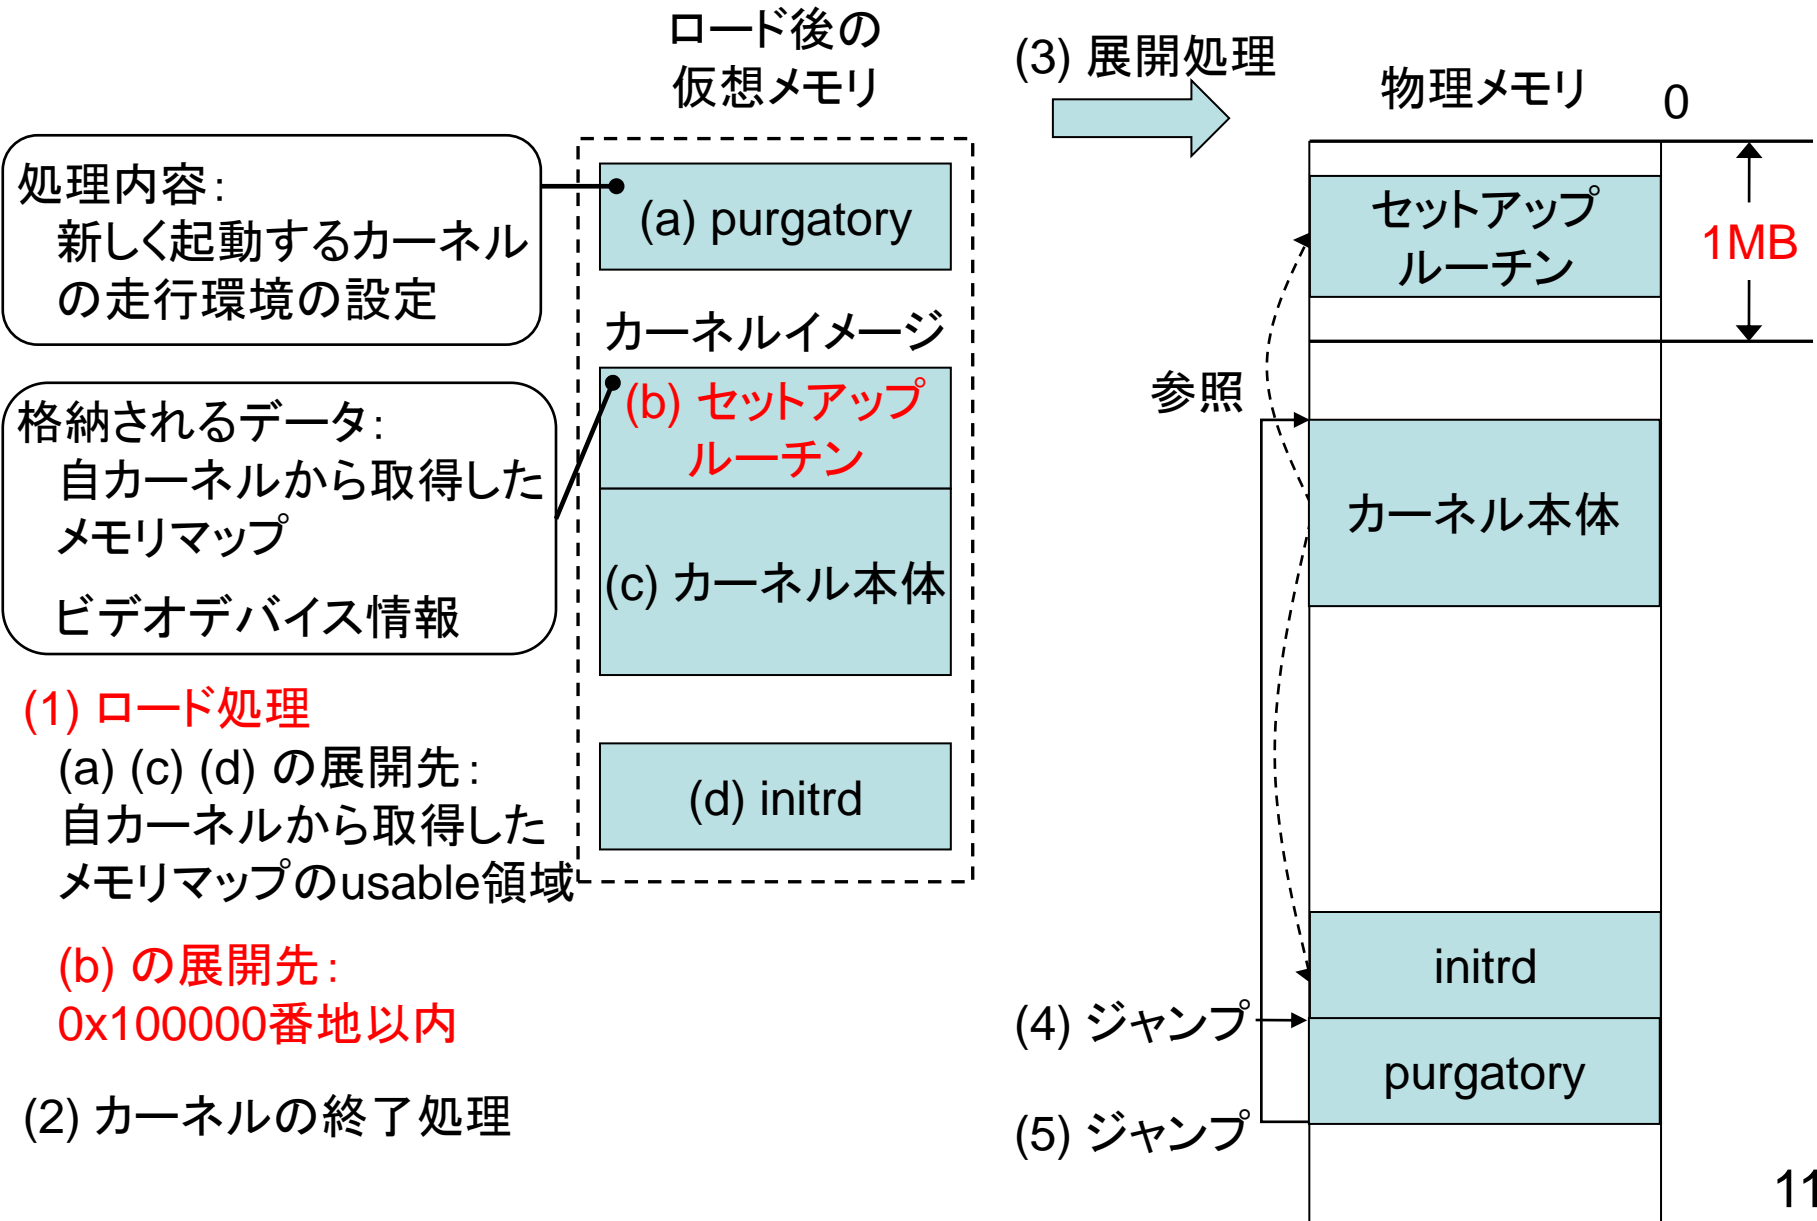 ロード後の
仮想メモリ
(3) 展開処理
物理メモリ
0
処理内容:
新しく起動するカーネル
の走行環境の設定
(a) purgatory
セットアップ
ルーチン
1MB
カーネルイメージ
格納されるデータ:
自カーネルから取得した
メモリマップ
ビデオデバイス情報
(b) セットアップ
ルーチン
(c) カーネル本体
参照
カーネル本体
(1) ロード処理
(a) (c) (d) の展開先:
自カーネルから取得した
メモリマップのusable領域
(b) の展開先:
0x100000番地以内
(2) カーネルの終了処理
(d) initrd
initrd
(4) ジャンプ
purgatory
(5) ジャンプ
11